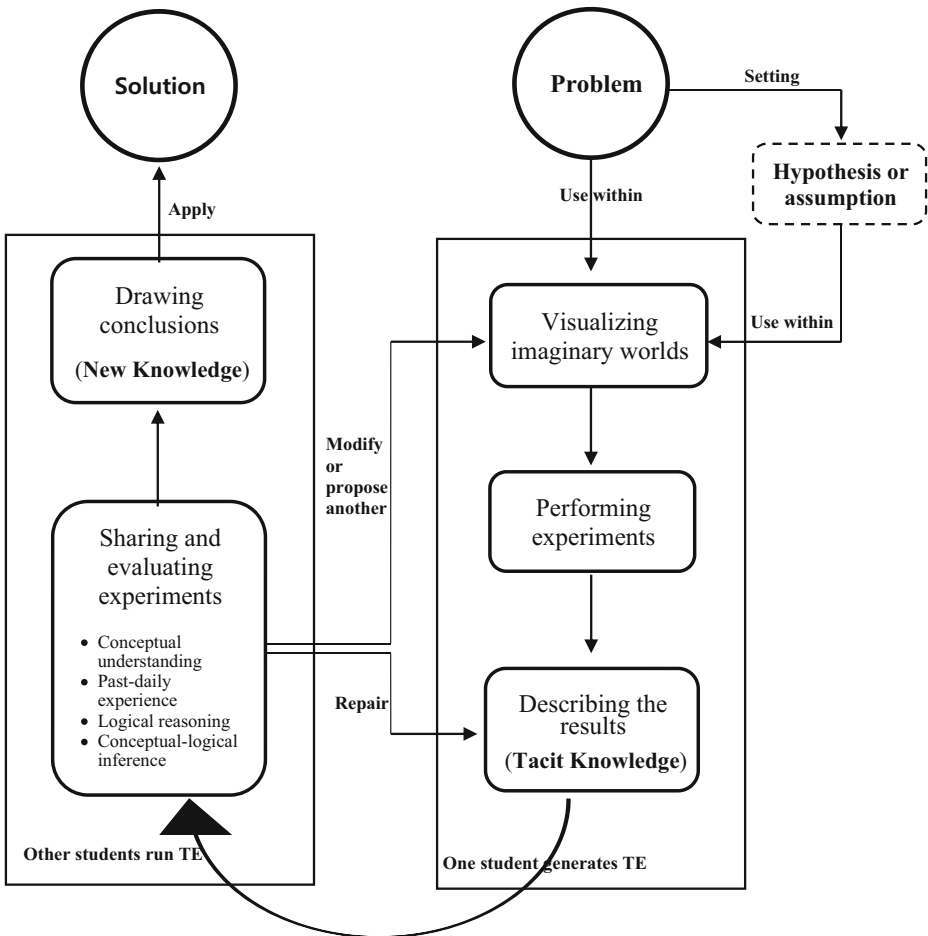 Solution
Problem
Setting
Hypothesis or
assumption
Use within
Apply
Drawing
conclusions
(New Knowledge)
Visualizing
imaginary worlds
Use within
Modify
or
propose
another
Performing
experiments
Sharing and
evaluating
experiments
• Conceptual
understanding
• Past-daily
experience
• Logical reasoning
• Conceptual-logical
inference
Repair
Describing the
results
(Tacit Knowledge)
Other students run TE
One student generates TE